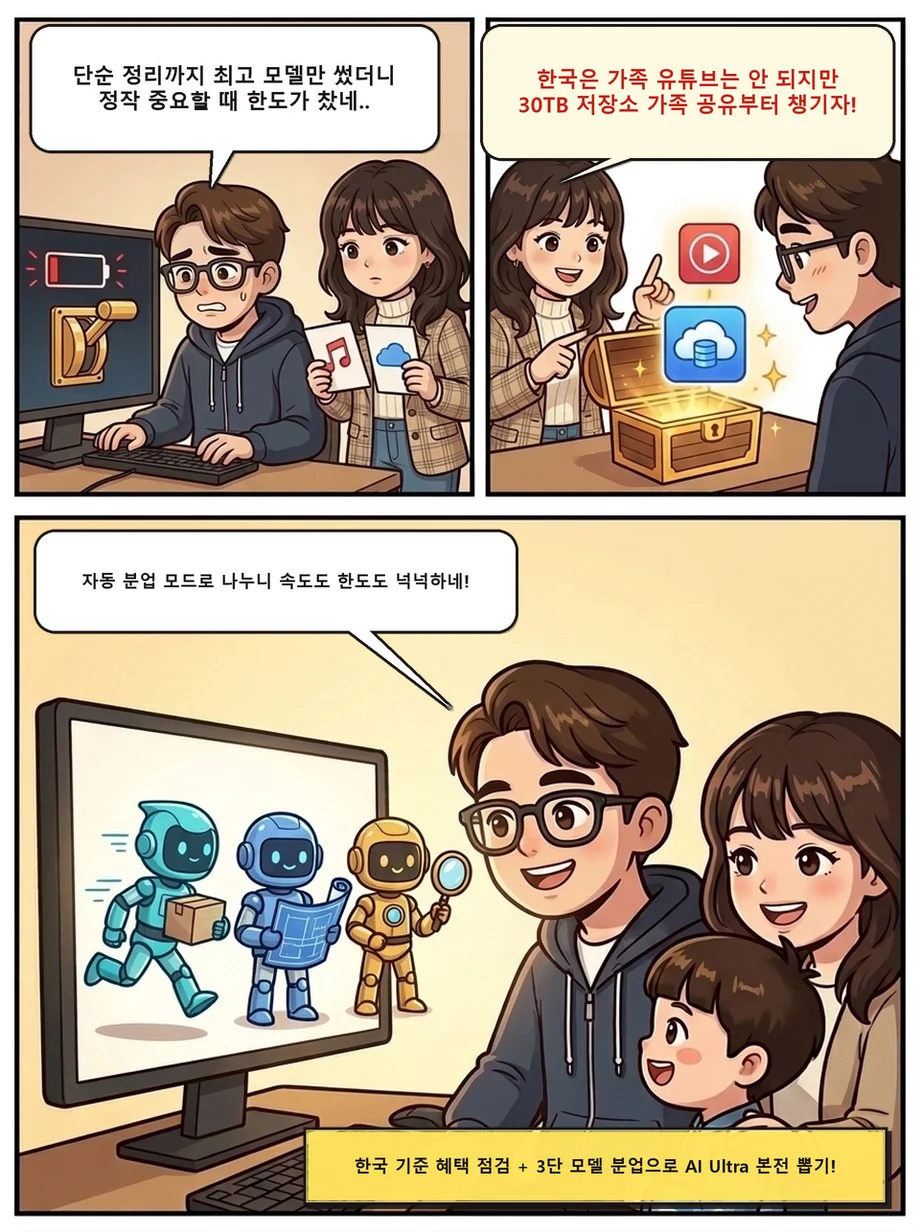 단순 정리까지 최고 모델만 썼더니
정작 중요할 때 한도가 찼네..
한국은 가족 유튜브는 안 되지만
30TB 저장소 가족 공유부터 챙기자!
자동 분업 모드로 나누니 속도도 한도도 넉넉하네!
한국 기준 혜택 점검 + 3단 모델 분업으로 AI Ultra 본전 뽑기!